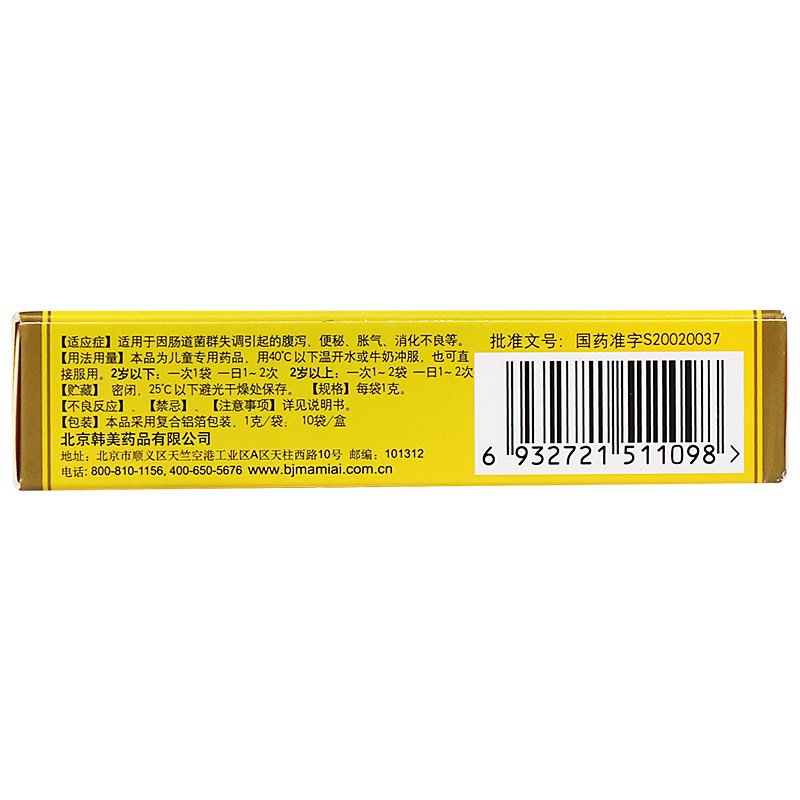 【适应症】适用于因肠道菌群失调引起的腹泻、便秘、胀气、消化不良等。
【用法用量】本品为儿童专用药品，用40℃以下温开水或牛奶冲服，也可直
接服用。2岁以下：一次1袋 一日1~2次 2岁以上：一次1~2袋 一日1~2次
【贮藏】 密闭，25℃以下避光干燥处保存。 【规格】每袋1克。
【不良反应】、【禁忌】、【注意事项】详见说明书。
【包装】本品采用复合铝箔包装，1克/袋； 10袋/盒
北京韩美药品有限公司
地址：北京市顺义区天竺空港工业区A区天柱西路10号 邮编：101312
电话: 800-810-1156, 400-650-5676 www.bjmamiai.com.cn
批准文号： 国药准字S20020037
6 932721 511098 >